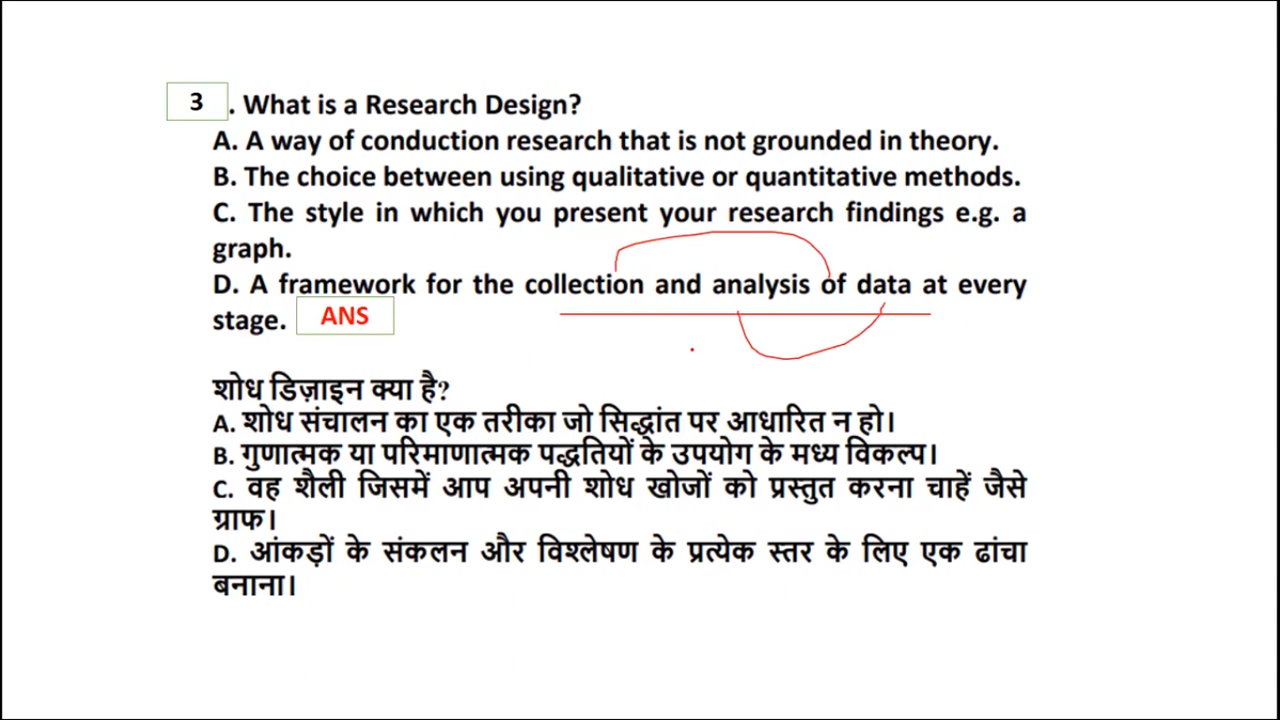 3 . What is a Research Design?
A. A way of conduction research that is not grounded in theory.
B. The choice between using qualitative or quantitative methods.
C. The style in which you present your research findings e.g. a
graph.
D. A framework for the collection and analysis of data at every
stage. ANS
शोध डिज़ाइन क्या है?
A. शोध संचालन का एक तरीका जो सिद्धांत पर आधारित न हो।
B. गुणात्मक या परिमाणात्मक पद्धतियों के उपयोग के मध्य विकल्प।
C. वह शैली जिसमें आप अपनी शोध खोजों को प्रस्तुत करना चाहें जैसे
ग्राफ।
D. आंकड़ों के संकलन और विश्लेषण के प्रत्येक स्तर के लिए एक ढांचा
बनाना।